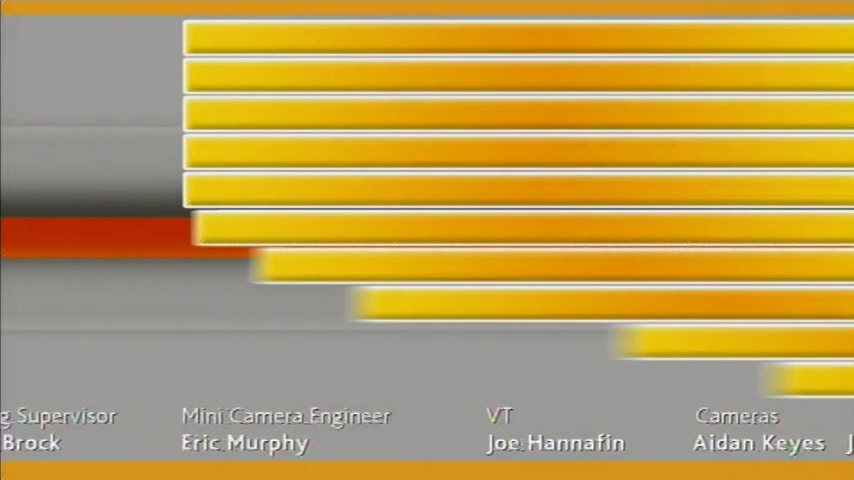 g Supervisor Mini Camera Engineer VT Cameras
Brock Eric Murphy Joe Hannafin Aidan Keyes J